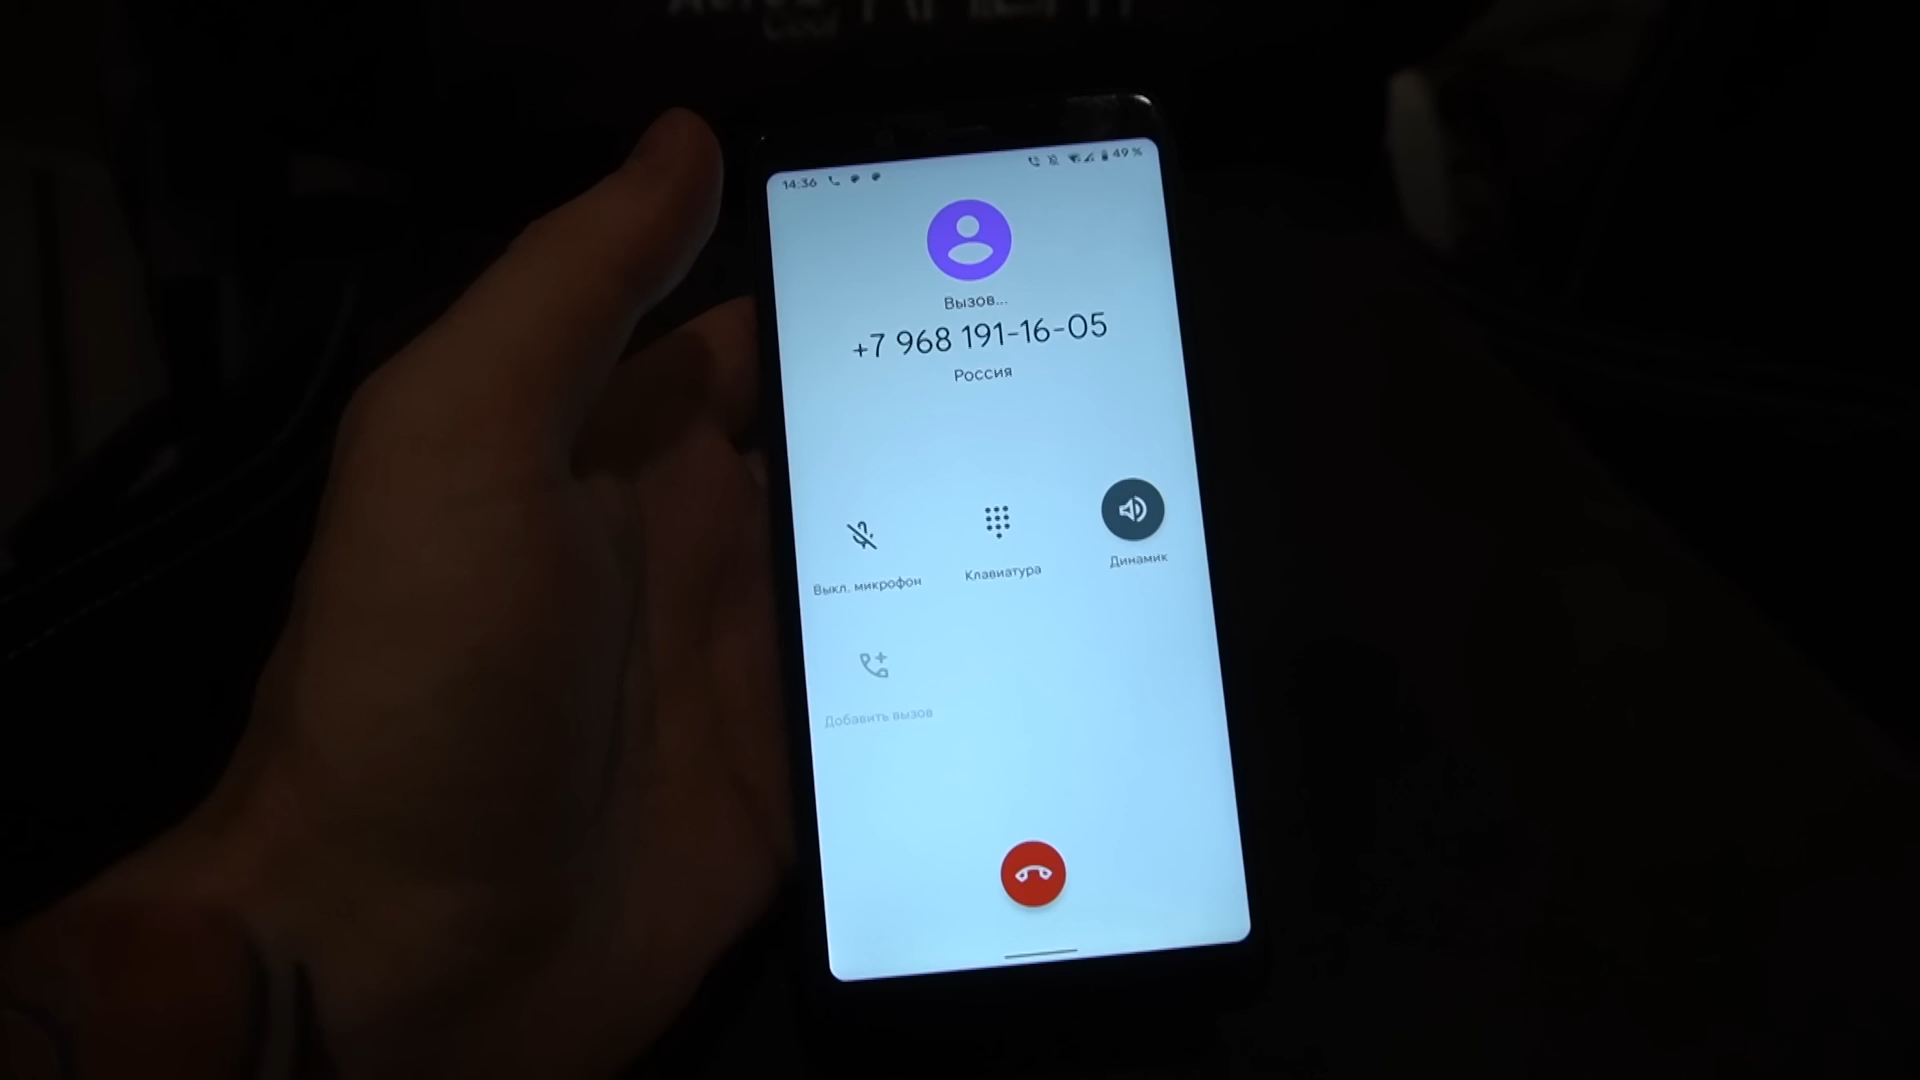 14:36
49 %
Вызов...
+7 968 191-16-05
Россия
Выкл. микрофон
Клавиатура
Динамик
Добавить вызов